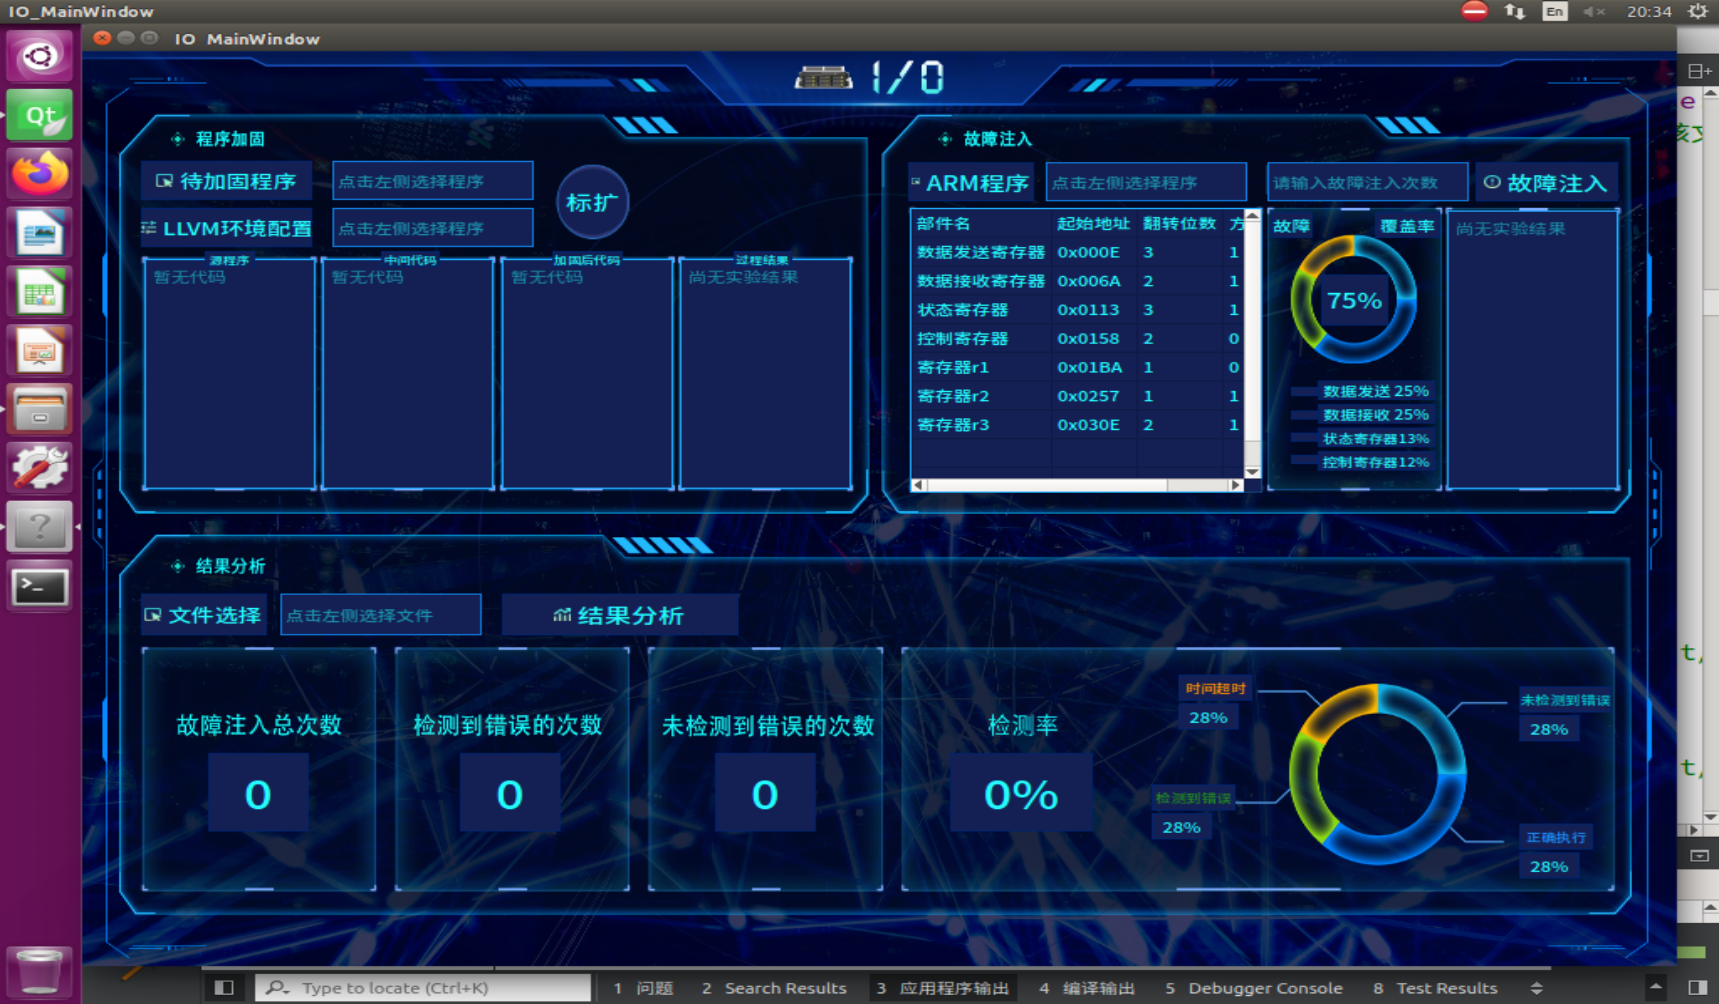 IO_MainWindow
En
20:34
IO_MainWindow
I/O
程序加固
待加固程序
点击左侧选择程序
LLVM环境配置
点击左侧选择程序
标扩
源程序
中间代码
加固后代码
过程结果
暂无代码
暂无代码
暂无代码
尚无实验结果
故障注入
ARM程序
点击左侧选择程序
请输入故障注入次数
故障注入
部件名 起始地址 翻转位数 方
数据发送寄存器 0x000E 3 1
数据接收寄存器 0x006A 2 1
状态寄存器 0x0113 3 1
控制寄存器 0x0158 2 0
寄存器r1 0x01BA 1 0
寄存器r2 0x0257 1 1
寄存器r3 0x030E 2 1
故障 覆盖率
75%
数据发送 25%
数据接收 25%
状态寄存器13%
控制寄存器12%
尚无实验结果
结果分析
文件选择
点击左侧选择文件
结果分析
故障注入总次数
0
检测到错误的次数
0
未检测到错误的次数
0
检测率
0%
时间超时
28%
未检测到错误
28%
检测到错误
28%
正确执行
28%
Qt
e
t,
t,
Type to locate (Ctrl+K)
1 问题
2 Search Results
3 应用程序输出
4 编译输出
5 Debugger Console
8 Test Results